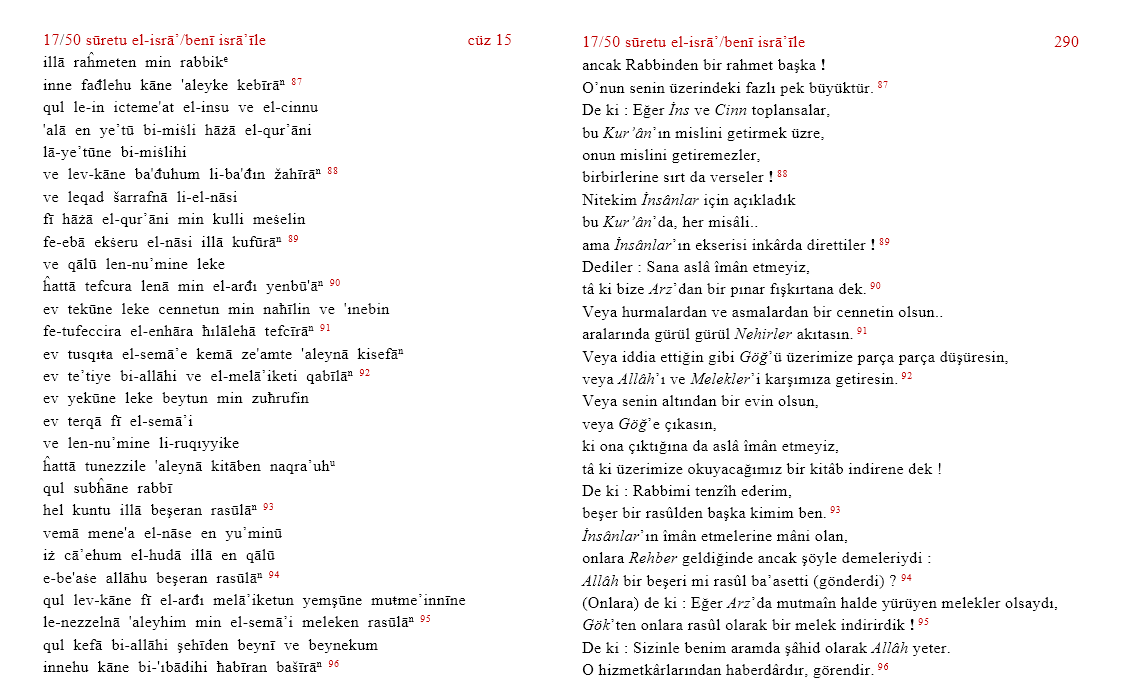 17/50 sūretu el-isrā’/benī isrā’īle
cüz 15
illā raĥmeten min rabbikᵉ
inne fađlehu kāne 'aleyke kebīrāⁿ 87
qul le-in icteme'at el-insu ve el-cinnu
'alā en ye’tū bi-miṡli hāżā el-qur’āni
lā-ye’tūne bi-miṡlihi
ve lev-kāne ba'đuhum li-ba'đın žahīrāⁿ 88
ve leqad šarrafnā li-el-nāsi
fī hāżā el-qur’āni min kulli meṡelin
fe-ebā ekṡeru el-nāsi illā kufūrāⁿ 89
ve qālū len-nu’mine leke
ĥattā tefcura lenā min el-arđı yenbū'āⁿ 90
ev tekūne leke cennetun min naħīlin ve 'ınebin
fe-tufeccira el-enhāra ħılālehā tefcīrāⁿ 91
ev tusqıŧa el-semā’e kemā ze'amte 'aleynā kisefāⁿ
ev te’tiye bi-allāhi ve el-melā’iketi qabīlāⁿ 92
ev yekūne leke beytun min zuħrufin
ev terqā fī el-semā’i
ve len-nu’mine li-ruqıyyike
ĥattā tunezzile 'aleynā kitāben naqra’uhᵘ
qul subĥāne rabbī
hel kuntu illā beşeran rasūlāⁿ 93
vemā mene'a el-nāse en yu’minū
iż cā’ehum el-hudā illā en qālū
e-be'aṡe allāhu beşeran rasūlāⁿ 94
qul lev-kāne fī el-arđı melā’iketun yemşūne muŧme’innīne
le-nezzelnā 'aleyhim min el-semā’i meleken rasūlāⁿ 95
qul kefā bi-allāhi şehīden beynī ve beynekum
innehu kāne bi-'ıbādihi ħabīran bašīrāⁿ 96
17/50 sūretu el-isrā’/benī isrā’īle
290
ancak Rabbinden bir rahmet başka !
O’nun senin üzerindeki fazlı pek büyüktür. 87
De ki : Eğer İns ve Cinn toplansalar,
bu Kur’ân’ın mislini getirmek üzre,
onun mislini getiremezler,
birbirlerine sırt da verseler ! 88
Nitekim İnsânlar için açıkladık
bu Kur’ân’da, her misâli..
ama İnsânlar’ın ekserisi inkârda direttiler ! 89
Dediler : Sana aslâ îmân etmeyiz,
tâ ki bize Arz’dan bir pınar fışkırtana dek. 90
Veya hurmalardan ve asmalardan bir cennetin olsun..
aralarında gürül gürül Nehirler akıtasın. 91
Veya iddia ettiğin gibi Göğ’ü üzerimize parça parça düşüresin,
veya Allâh’ı ve Melekler’i karşımıza getiresin. 92
Veya senin altından bir evin olsun,
veya Göğ’e çıkasın,
ki ona çıktığına da aslâ îmân etmeyiz,
tâ ki üzerimize okuyacağımız bir kitâb indirene dek !
De ki : Rabbimi tenzîh ederim,
beşer bir rasûlden başka kimim ben. 93
İnsânlar’ın îmân etmelerine mâni olan,
onlara Rehber geldiğinde ancak şöyle demeleriydi :
Allâh bir beşeri mi rasûl ba’asetti (gönderdi) ? 94
(Onlara) de ki : Eğer Arz’da mutmaîn halde yürüyen melekler olsaydı,
Gök’ten onlara rasûl olarak bir melek indirirdik ! 95
De ki : Sizinle benim aramda şâhid olarak Allâh yeter.
O hizmetkârlarından haberdârdır, görendir. 96